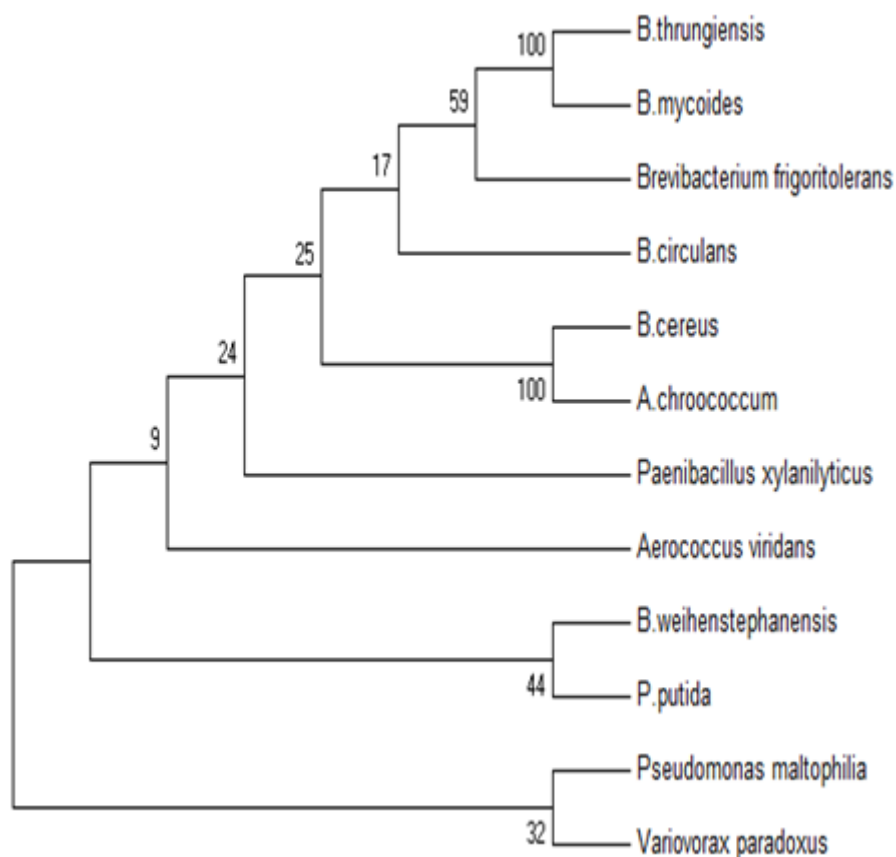 B.thrungiensis
100
B.mycoides
59
Brevibacterium frigoritolerans
17
B.circulans
25
B.cereus
100
A.chroococcum
24
Paenibacillus xylanilyticus
9
Aerococcus viridans
B.weihenstephanensis
44
P.putida
Pseudomonas maltophilia
32
Variovorax paradoxus